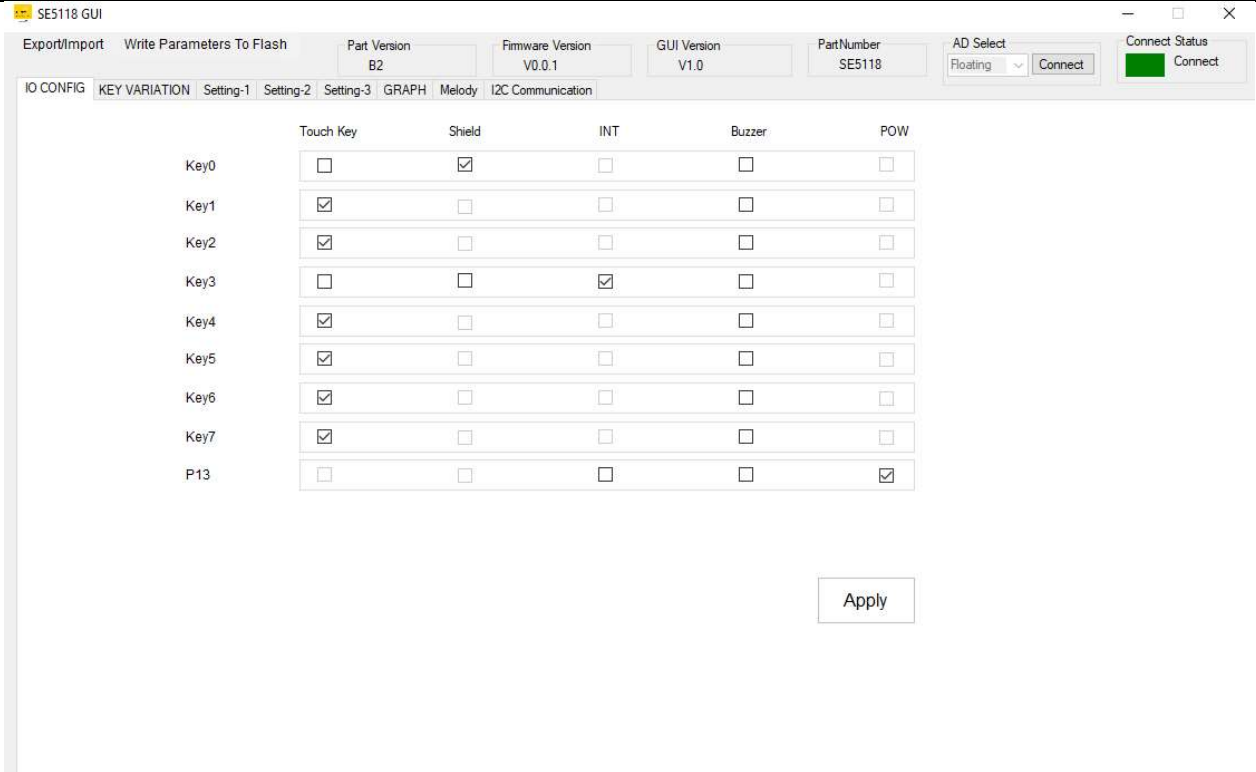 SE5118 GUI
Export/Import Write Parameters To Flash
Part Version
B2
Firmware Version
V0.0.1
GUI Version
V1.0
PartNumber
SE5118
AD Select
Floating Connect
Connect Status
Connect
IO CONFIG KEY VARIATION Setting-1 Setting-2 Setting-3 GRAPH Melody I2C Communication
Touch Key Shield INT Buzzer POW
Key0
Key1
Key2
Key3
Key4
Key5
Key6
Key7
P13
Apply